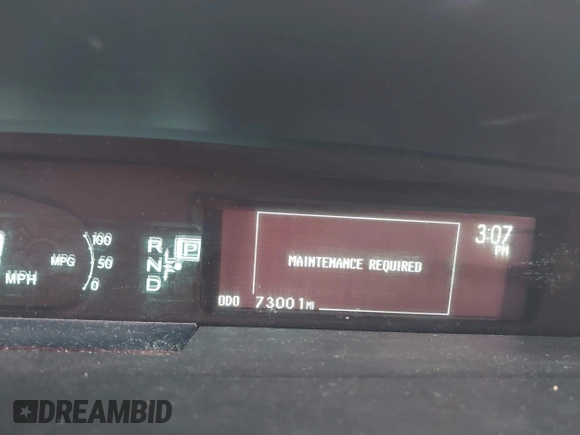 MPH
MPG
100
50
0
R
N
D
P
MAINTENANCE REQUIRED
3:07
PM
ODO 73001 MI
DREAMBID